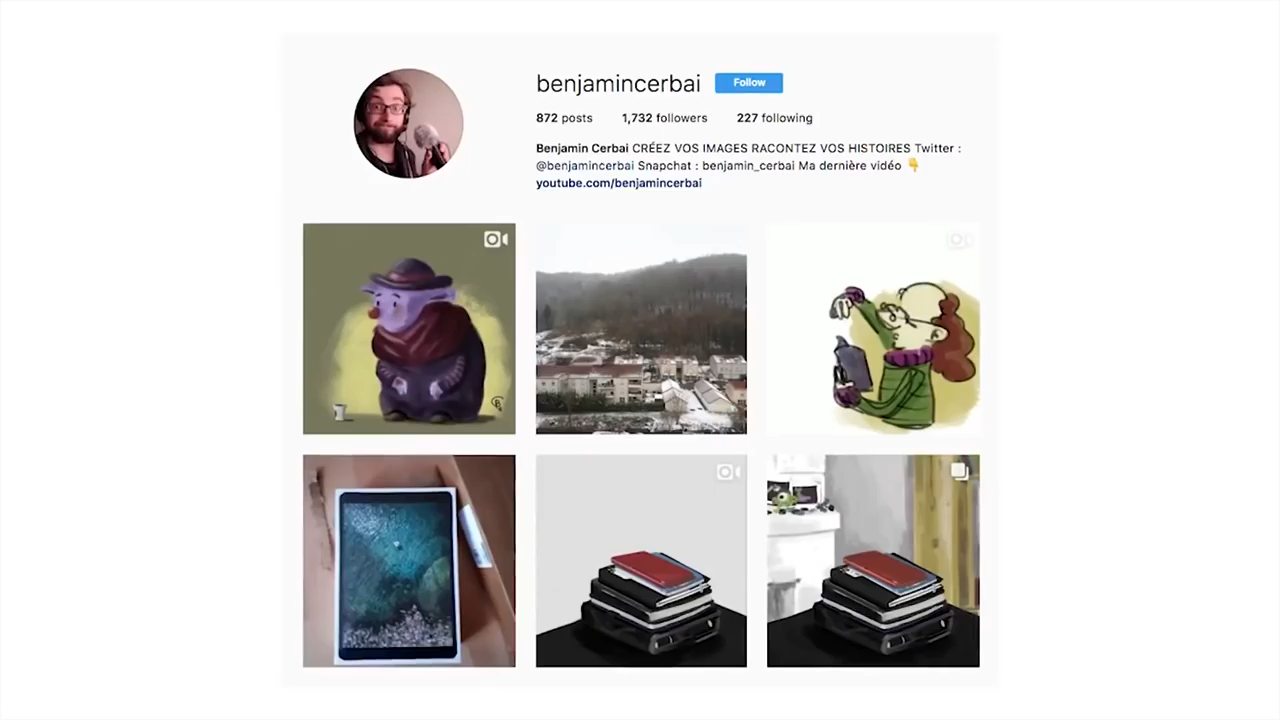 benjamincerbai Follow
872 posts 1,732 followers 227 following
Benjamin Cerbai CRÉEZ VOS IMAGES RACONTEZ VOS HISTOIRES Twitter :
@benjamincerbai Snapchat : benjamin_cerbai Ma dernière vidéo 👇
youtube.com/benjamincerbai